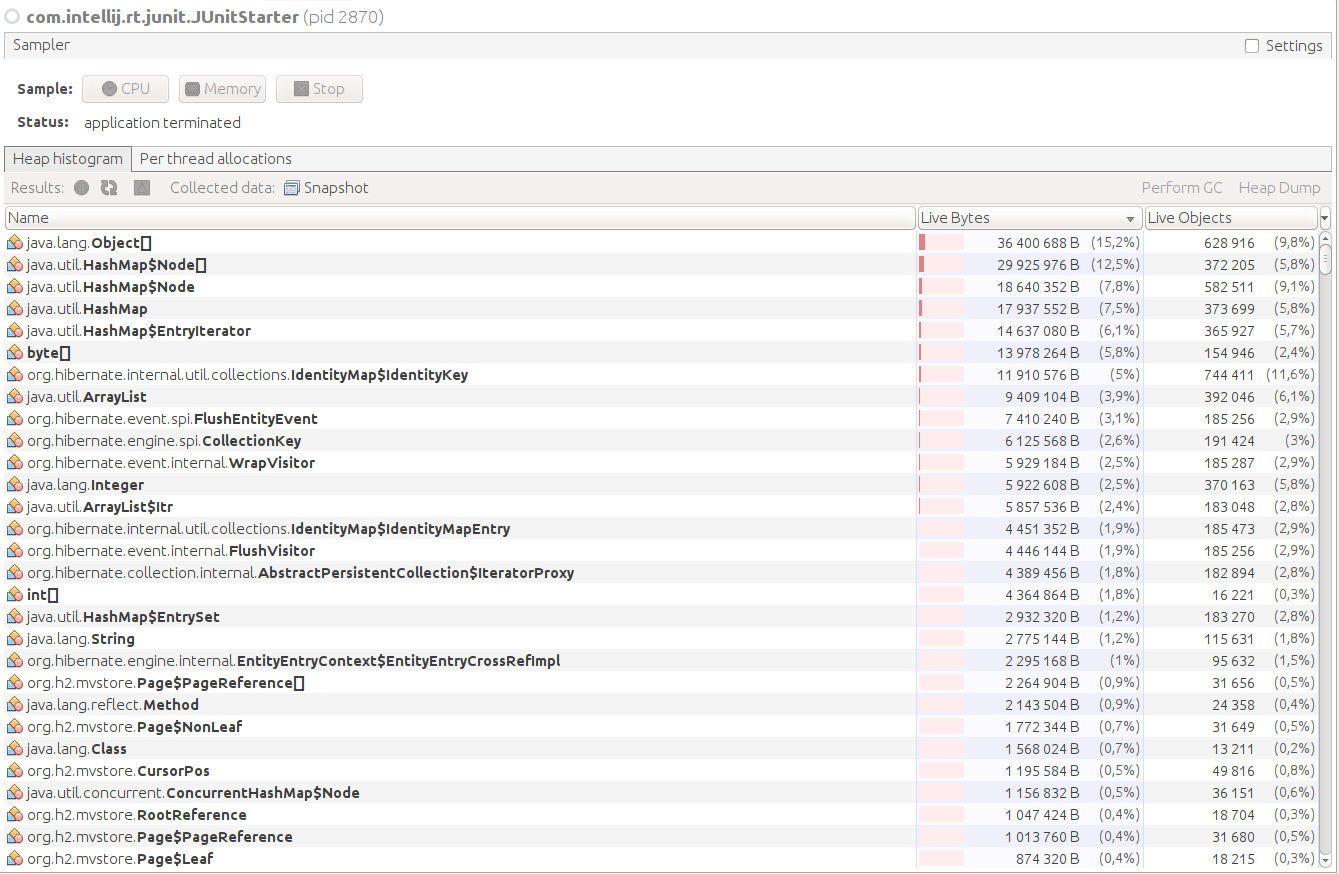 com.intellij.rt.junit.JUnitStarter (pid 2870)
Sampler Settings
Sample: CPU Memory Stop
Status: application terminated
Heap histogram Per thread allocations
Results: Collected data: Snapshot Perform GC Heap Dump
Name Live Bytes Live Objects
java.lang.Object[] 36 400 688 B (15,2%) 628 916 (9,8%)
java.util.HashMap$Node[] 29 925 976 B (12,5%) 372 205 (5,8%)
java.util.HashMap$Node 18 640 352 B (7,8%) 582 511 (9,1%)
java.util.HashMap 17 937 552 B (7,5%) 373 699 (5,8%)
java.util.HashMap$EntryIterator 14 637 080 B (6,1%) 365 927 (5,7%)
byte[] 13 978 264 B (5,8%) 154 946 (2,4%)
org.hibernate.internal.util.collections.IdentityMap$IdentityKey 11 910 576 B (5%) 744 411 (11,6%)
java.util.ArrayList 9 409 104 B (3,9%) 392 046 (6,1%)
org.hibernate.event.spi.FlushEntityEvent 7 410 240 B (3,1%) 185 256 (2,9%)
org.hibernate.engine.spi.CollectionKey 6 125 568 B (2,6%) 191 424 (3%)
org.hibernate.event.internal.WrapVisitor 5 929 184 B (2,5%) 185 287 (2,9%)
java.lang.Integer 5 922 608 B (2,5%) 370 163 (5,8%)
java.util.ArrayList$Itr 5 857 536 B (2,4%) 183 048 (2,8%)
org.hibernate.internal.util.collections.IdentityMap$IdentityMapEntry 4 451 352 B (1,9%) 185 473 (2,9%)
org.hibernate.event.internal.FlushVisitor 4 446 144 B (1,9%) 185 256 (2,9%)
org.hibernate.collection.internal.AbstractPersistentCollection$IteratorProxy 4 389 456 B (1,8%) 182 894 (2,8%)
int[] 4 364 864 B (1,8%) 16 221 (0,3%)
java.util.HashMap$EntrySet 2 932 320 B (1,2%) 183 270 (2,8%)
java.lang.String 2 775 144 B (1,2%) 115 631 (1,8%)
org.hibernate.engine.internal.EntityEntryContext$EntityEntryCrossRefImpl 2 295 168 B (1%) 95 632 (1,5%)
org.h2.mvstore.Page$PageReference[] 2 264 904 B (0,9%) 31 656 (0,5%)
java.lang.reflect.Method 2 143 504 B (0,9%) 24 358 (0,4%)
org.h2.mvstore.Page$NonLeaf 1 772 344 B (0,7%) 31 649 (0,5%)
java.lang.Class 1 568 024 B (0,7%) 13 211 (0,2%)
org.h2.mvstore.CursorPos 1 195 584 B (0,5%) 49 816 (0,8%)
java.util.concurrent.ConcurrentHashMap$Node 1 156 832 B (0,5%) 36 151 (0,6%)
org.h2.mvstore.RootReference 1 047 424 B (0,4%) 18 704 (0,3%)
org.h2.mvstore.Page$PageReference 1 013 760 B (0,4%) 31 680 (0,5%)
org.h2.mvstore.Page$Leaf 874 320 B (0,4%) 18 215 (0,3%)